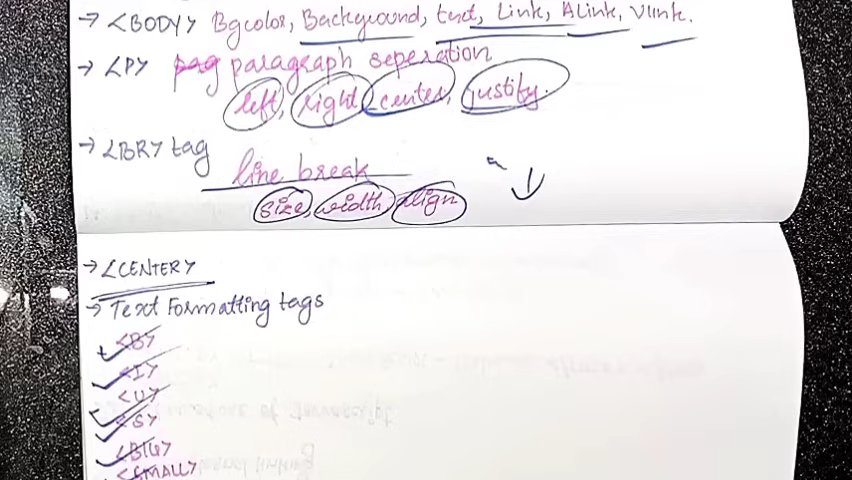 → <BODY> Bgcolor, Background, text, Link, ALink, Vlink.
→ <P> pag paragraph seperation
left, right, center, justify.
→ <BR> tag
line break
size, width, align
→ <CENTER>
→ Text Formatting tags
<B>
<I>
<U>
<S>
<BIG>
<SMALL>